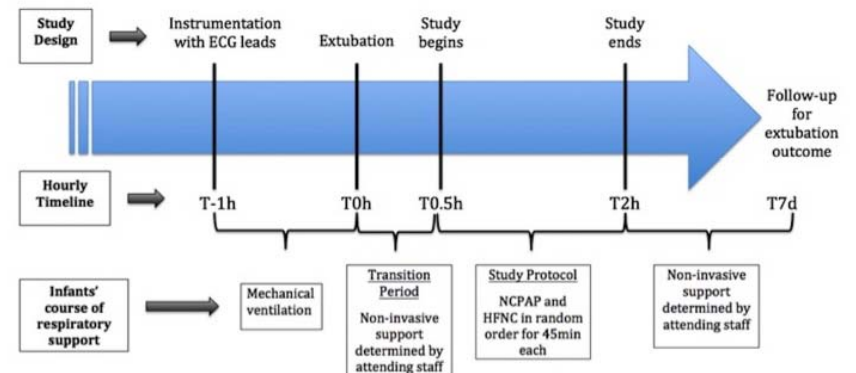 Study
Design
Instrumentation
with ECG leads
Extubation
Study
begins
Study
ends
Follow-up
for
extubation
outcome
Hourly
Timeline
T-1h
T0h
T0.5h
T2h
T7d
Infants'
course of
respiratory
support
Mechanical
ventilation
Transition
Period
Non-invasive
support
determined by
attending staff
Study Protocol
NCPAP and
HFNC in random
order for 45min
each
Non-invasive
support
determined by
attending staff